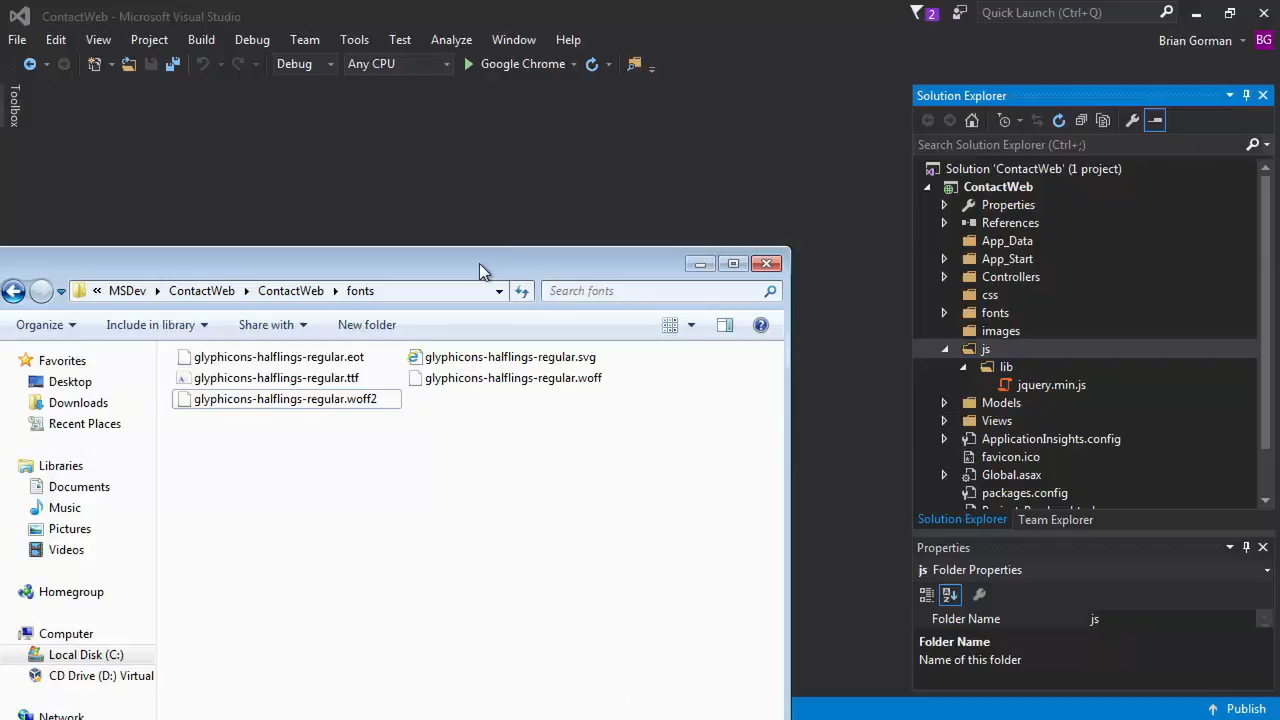 ContactWeb - Microsoft Visual Studio
2
Quick Launch (Ctrl+Q)
File Edit View Project Build Debug Team Tools Test Analyze Window Help
Brian Gorman
BG
Debug
Any CPU
Google Chrome
Toolbox
Solution Explorer
Search Solution Explorer (Ctrl+;)
Solution 'ContactWeb' (1 project)
ContactWeb
Properties
References
App_Data
App_Start
Controllers
css
fonts
images
js
lib
jquery.min.js
Models
Views
ApplicationInsights.config
favicon.ico
Global.asax
packages.config
Solution Explorer Team Explorer
Properties
js Folder Properties
Folder Name js
Folder Name
Name of this folder
Publish
« MSDev ContactWeb ContactWeb fonts
Search fonts
Organize Include in library Share with New folder
Favorites
Desktop
Downloads
Recent Places
Libraries
Documents
Music
Pictures
Videos
Homegroup
Computer
Local Disk (C:)
CD Drive (D:) Virtual
Network
glyphicons-halflings-regular.eot
glyphicons-halflings-regular.svg
glyphicons-halflings-regular.ttf
glyphicons-halflings-regular.woff
glyphicons-halflings-regular.woff2